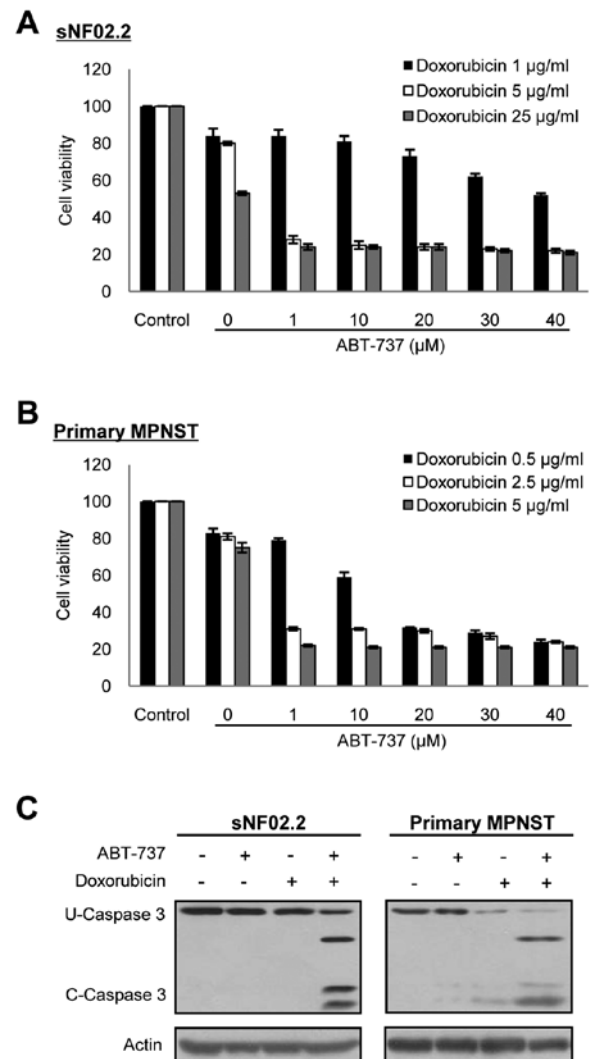 A
sNF02.2
Doxorubicin 1 µg/ml
Doxorubicin 5 µg/ml
Doxorubicin 25 µg/ml
Cell viability
120
100
80
60
40
20
0
Control 0 1 10 20 30 40
ABT-737 (µM)
B
Primary MPNST
Doxorubicin 0.5 µg/ml
Doxorubicin 2.5 µg/ml
Doxorubicin 5 µg/ml
Cell viability
120
100
80
60
40
20
0
Control 0 1 10 20 30 40
ABT-737 (µM)
C
sNF02.2 Primary MPNST
ABT-737 - + - + - + - +
Doxorubicin - - + + - - + +
U-Caspase 3
C-Caspase 3
Actin